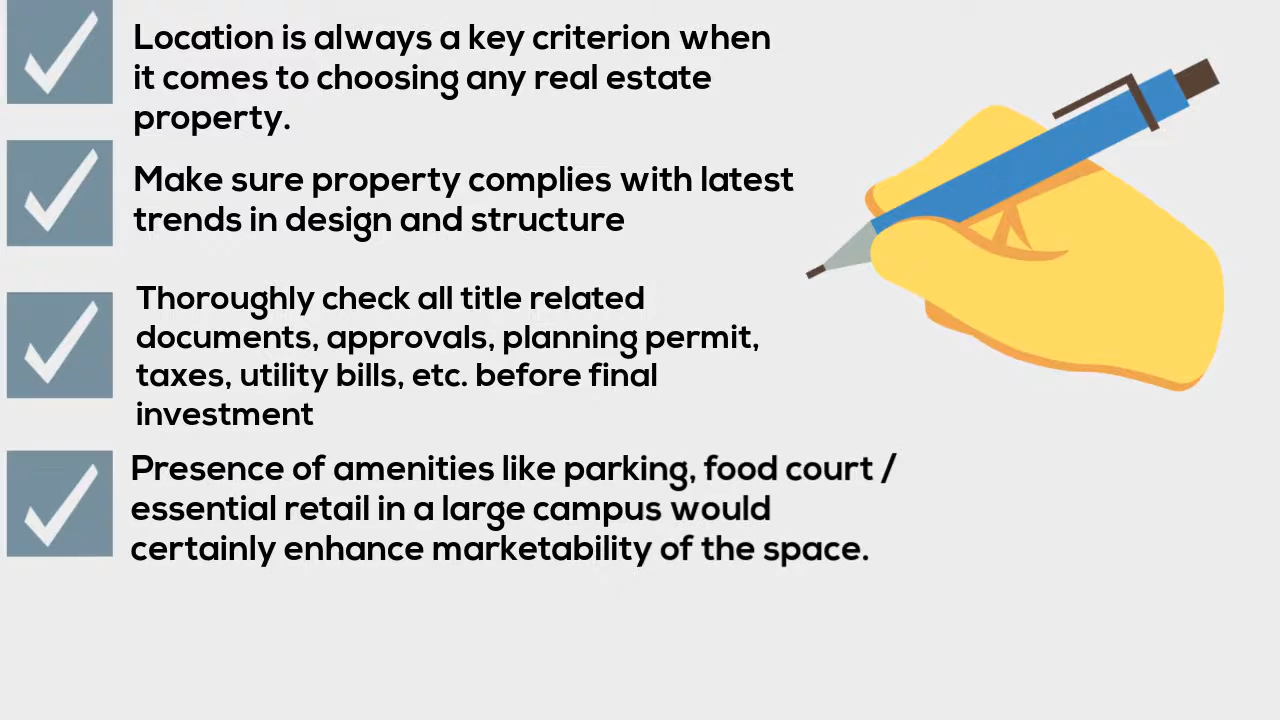 Location is always a key criterion when
it comes to choosing any real estate
property.
Make sure property complies with latest
trends in design and structure
Thoroughly check all title related
documents, approvals, planning permit,
taxes, utility bills, etc. before final
investment
Presence of amenities like parking, food court /
essential retail in a large campus would
certainly enhance marketability of the space.